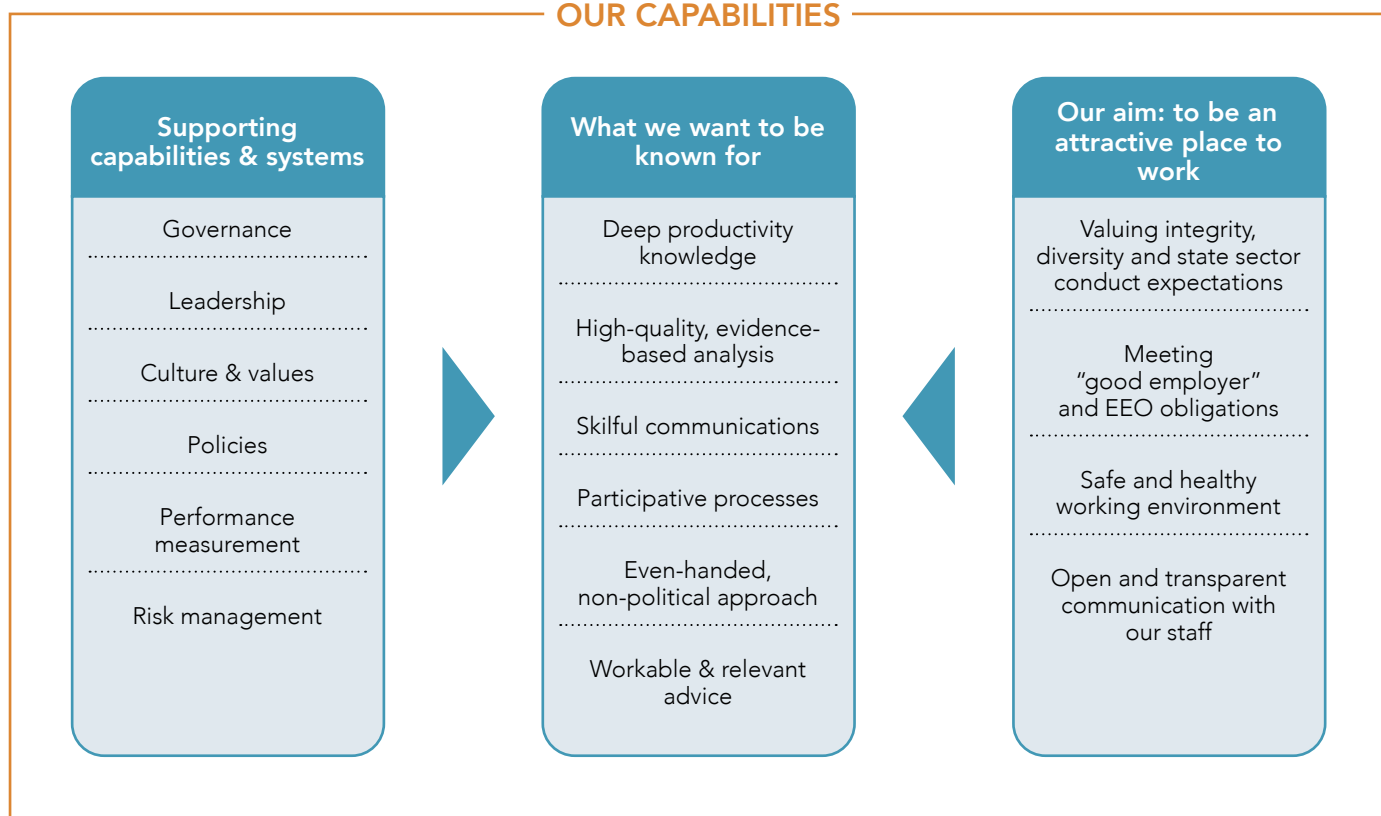 OUR CAPABILITIES
Supporting
capabilities & systems
Governance
Leadership
Culture & values
Policies
Performance
measurement
Risk management
What we want to be
known for
Deep productivity
knowledge
High-quality, evidence-
based analysis
Skilful communications
Participative processes
Even-handed,
non-political approach
Workable & relevant
advice
Our aim: to be an
attractive place to
work
Valuing integrity,
diversity and state sector
conduct expectations
Meeting
“good employer”
and EEO obligations
Safe and healthy
working environment
Open and transparent
communication with
our staff